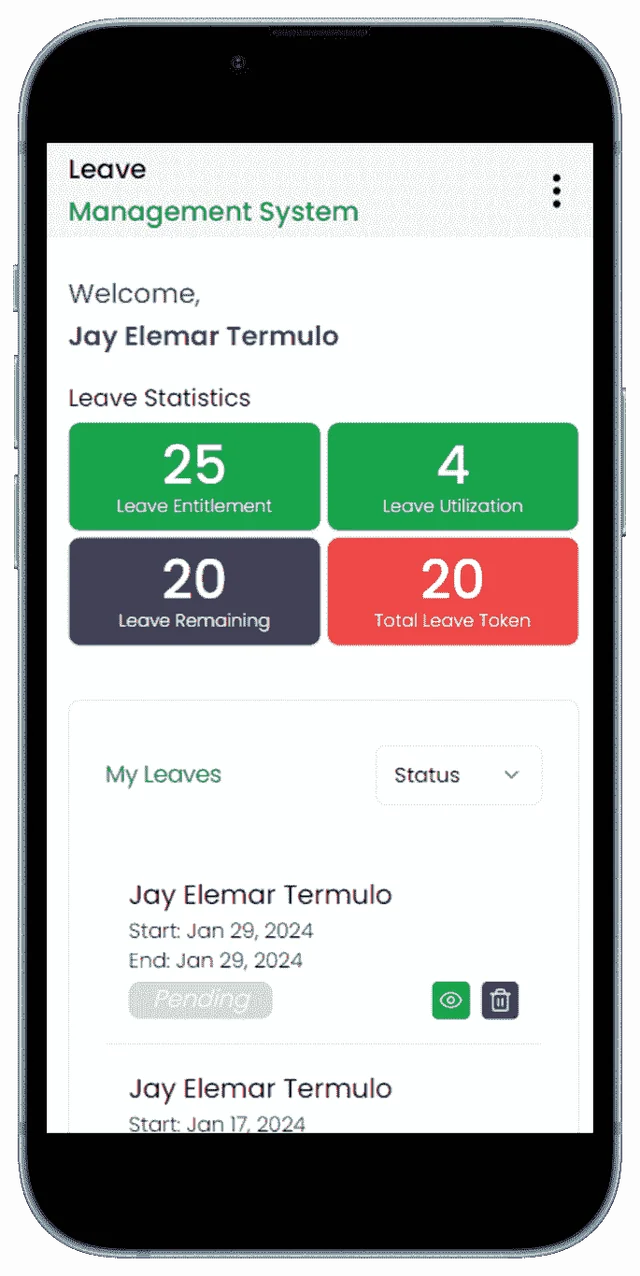 Leave
Management System
Welcome,
Jay Elemar Termulo
Leave Statistics
25
Leave Entitlement
4
Leave Utilization
20
Leave Remaining
20
Total Leave Token
My Leaves
Status
Jay Elemar Termulo
Start: Jan 29, 2024
End: Jan 29, 2024
Pending
Jay Elemar Termulo
Start: Jan 17, 2024